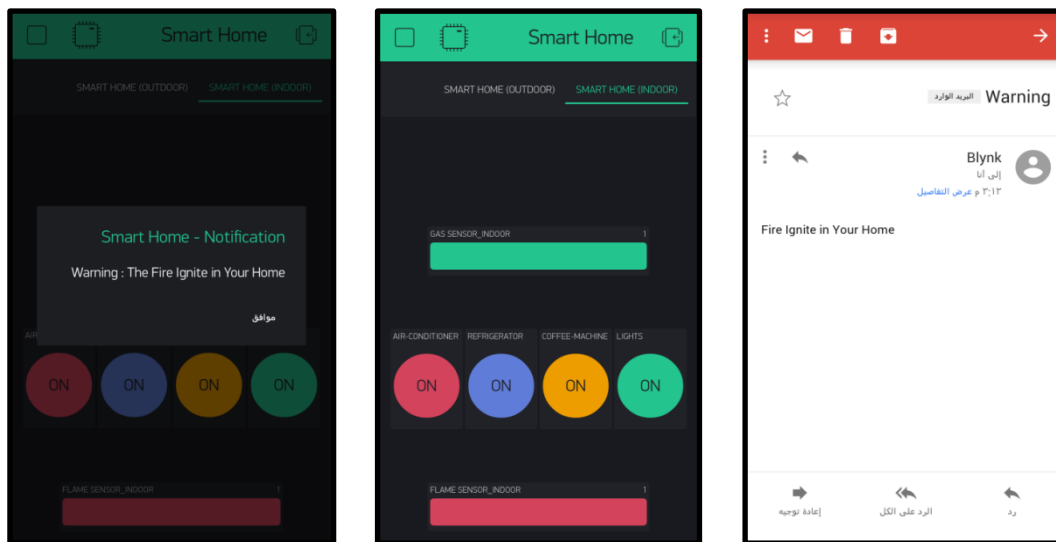 Smart Home
SMART HOME (OUTDOOR) SMART HOME (INDOOR)
Smart Home - Notification
Warning : The Fire Ignite in Your Home
موافق
ON ON ON ON
FLAME SENSOR_INDOOR 1
Smart Home
SMART HOME (OUTDOOR) SMART HOME (INDOOR)
GAS SENSOR_INDOOR 1
AIR-CONDITIONER REFRIGERATOR COFFEE-MACHINE LIGHTS
ON ON ON ON
FLAME SENSOR_INDOOR 1
Warning البريد الوارد
Blynk
إلى أنا
٣:١٣ م عرض التفاصيل
Fire Ignite in Your Home
رد الرد على الكل إعادة توجيه